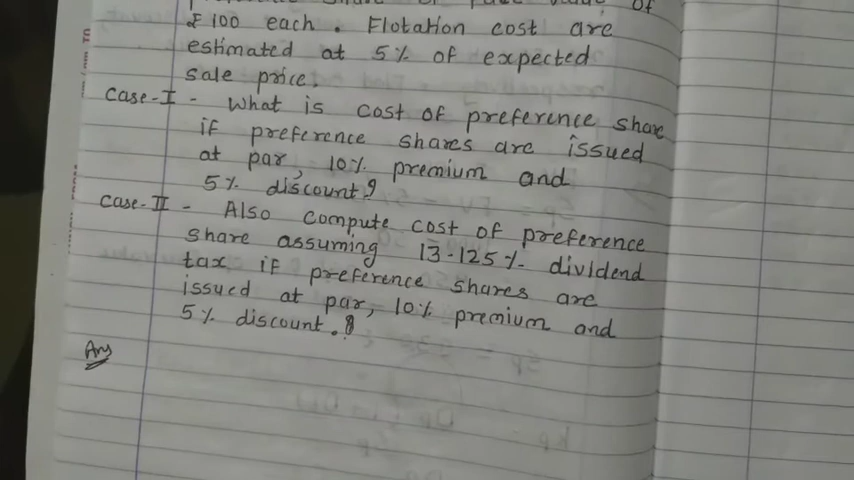 of
₹ 100 each. Flotation cost are
estimated at 5% of expected
sale price.
Case-I - What is cost of preference share
if preference shares are issued
at par, 10% premium and
5% discount?
Case-II - Also compute cost of preference
share assuming 13.125% dividend
tax if preference shares are
issued at par, 10% premium and
5% discount.?
Ans